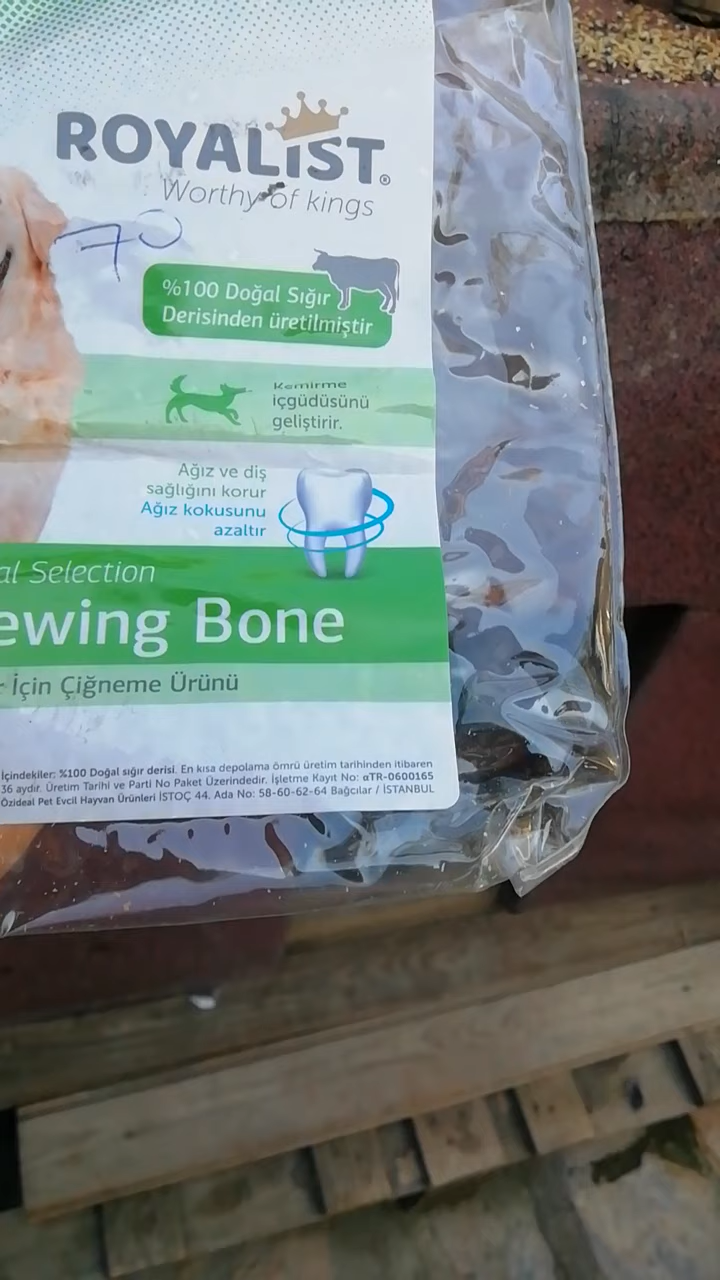 ROYALIST®
Worthy of kings
70
%100 Doğal Sığır
Derisinden üretilmiştir
Kemirme
içgüdüsünü
geliştirir.
Ağız ve diş
sağlığını korur
Ağız kokusunu
azaltır
al Selection
ewing Bone
İçin Çiğneme Ürünü
İçindekiler: %100 Doğal sığır derisi. En kısa depolama ömrü üretim tarihinden itibaren
36 aydır. Üretim Tarihi ve Parti No Paket Üzerindedir. İşletme Kayıt No: αTR-0600165
Özideal Pet Evcil Hayvan Ürünleri İSTOÇ 44. Ada No: 58-60-62-64 Bağcılar / İSTANBUL